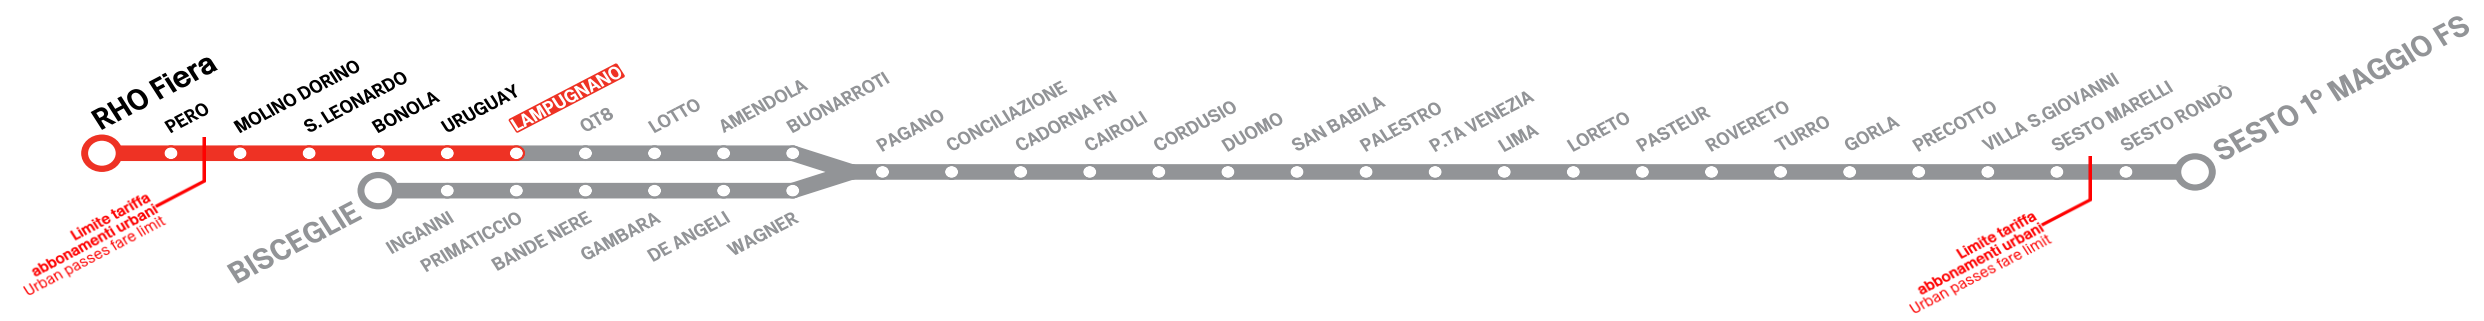 RHO Fiera
PERO
MOLINO DORINO
S. LEONARDO
BONOLA
URUGUAY
LAMPUGNANO
QT8
LOTTO
AMENDOLA
BUONARROTI
PAGANO
CONCILIAZIONE
CADORNA FN
CAIROLI
CORDUSIO
DUOMO
SAN BABILA
PALESTRO
P.TA VENEZIA
LIMA
LORETO
PASTEUR
ROVERETO
TURRO
GORLA
PRECOTTO
VILLA S.GIOVANNI
SESTO MARELLI
SESTO RONDÒ
SESTO 1° MAGGIO FS
Limite tariffa
abbonamenti urbani
Urban passes fare limit
BISCEGLIE
INGANNI
PRIMATICCIO
BANDE NERE
GAMBARA
DE ANGELI
WAGNER
Limite tariffa
abbonamenti urbani
Urban passes fare limit